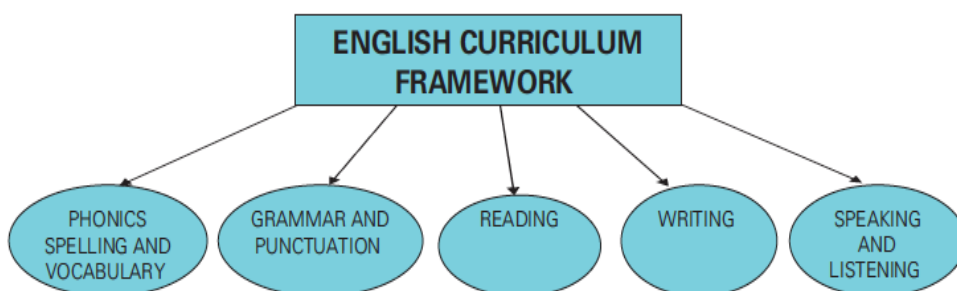 ENGLISH CURRICULUM
FRAMEWORK
PHONICS
SPELLING AND
VOCABULARY
GRAMMAR AND
PUNCTUATION
READING
WRITING
SPEAKING
AND
LISTENING